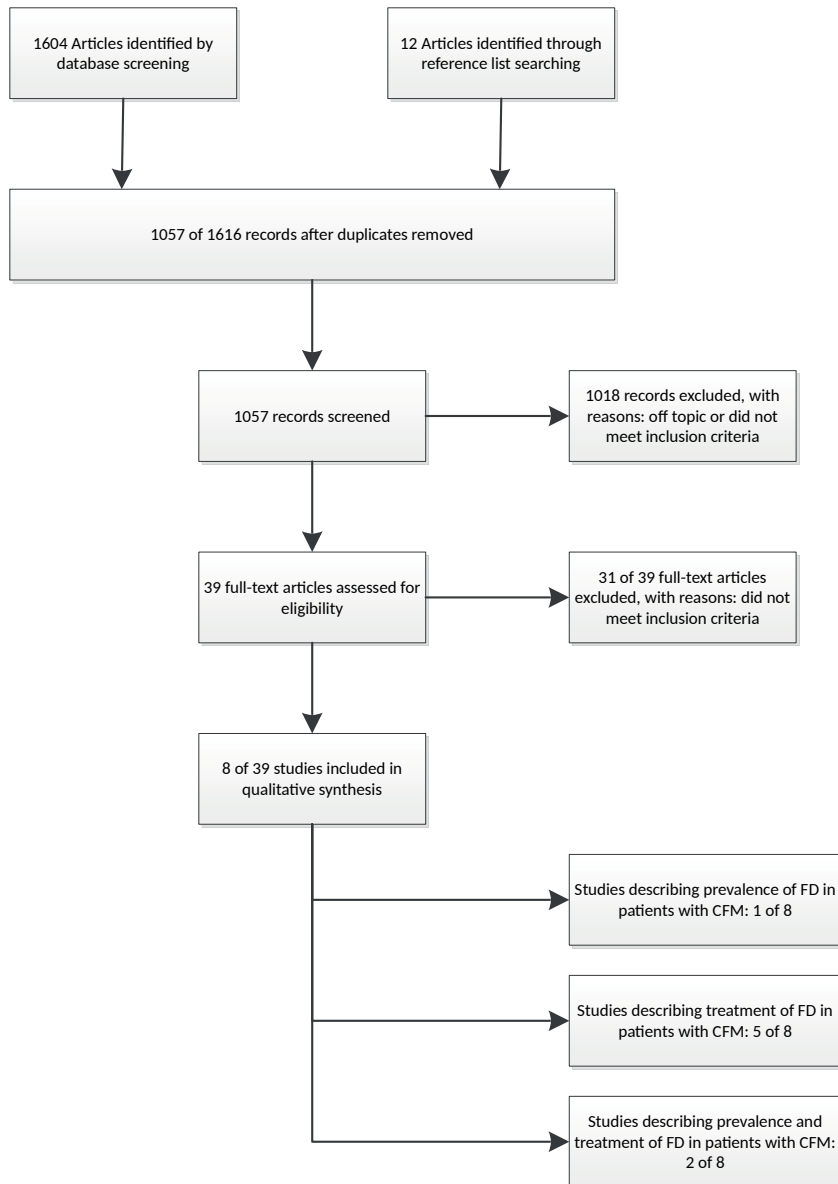 1604 Articles identified by
database screening
12 Articles identified through
reference list searching
1057 of 1616 records after duplicates removed
1057 records screened
1018 records excluded, with
reasons: off topic or did not
meet inclusion criteria
39 full-text articles assessed for
eligibility
31 of 39 full-text articles
excluded, with reasons: did not
meet inclusion criteria
8 of 39 studies included in
qualitative synthesis
Studies describing prevalence of FD in
patients with CFM: 1 of 8
Studies describing treatment of FD in
patients with CFM: 5 of 8
Studies describing prevalence and
treatment of FD in patients with CFM:
2 of 8